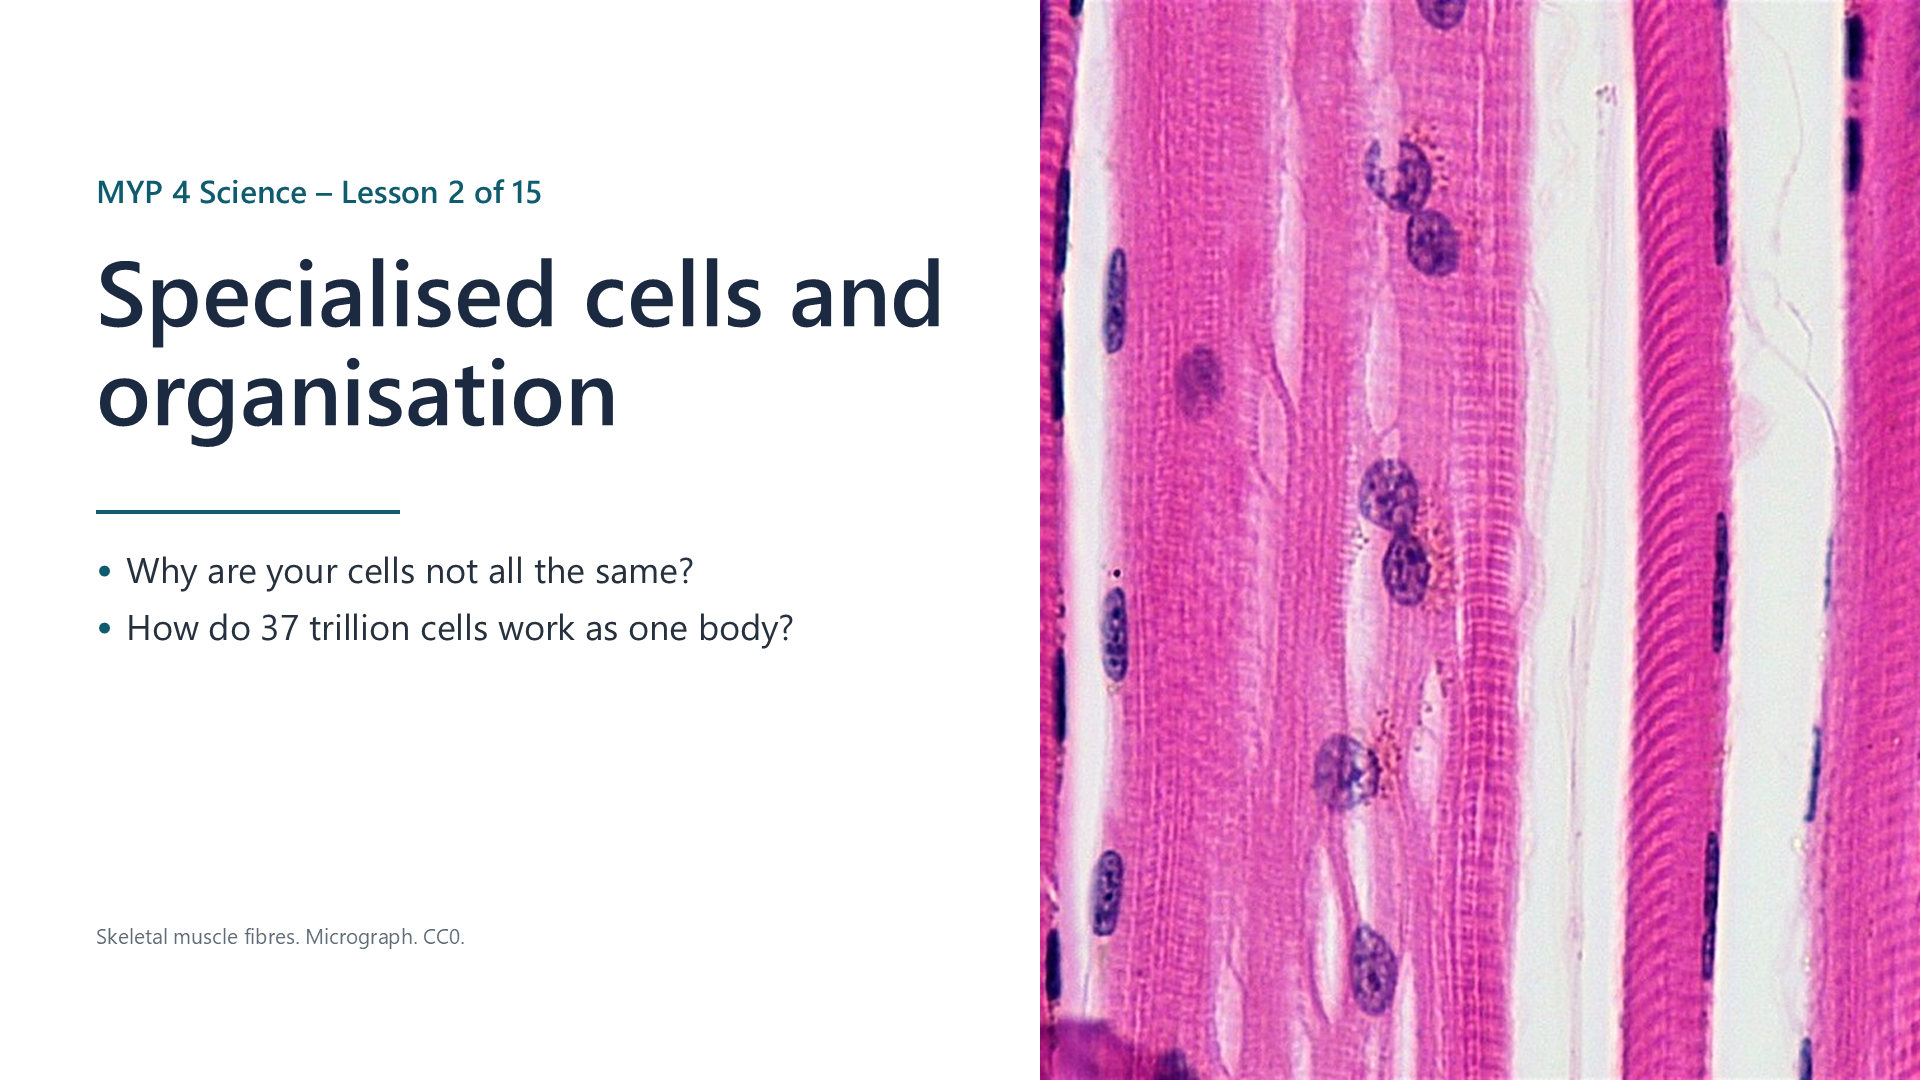 MYP 4 Science – Lesson 2 of 15
Specialised cells and
organisation
• Why are your cells not all the same?
• How do 37 trillion cells work as one body?
Skeletal muscle fibres. Micrograph. CC0.